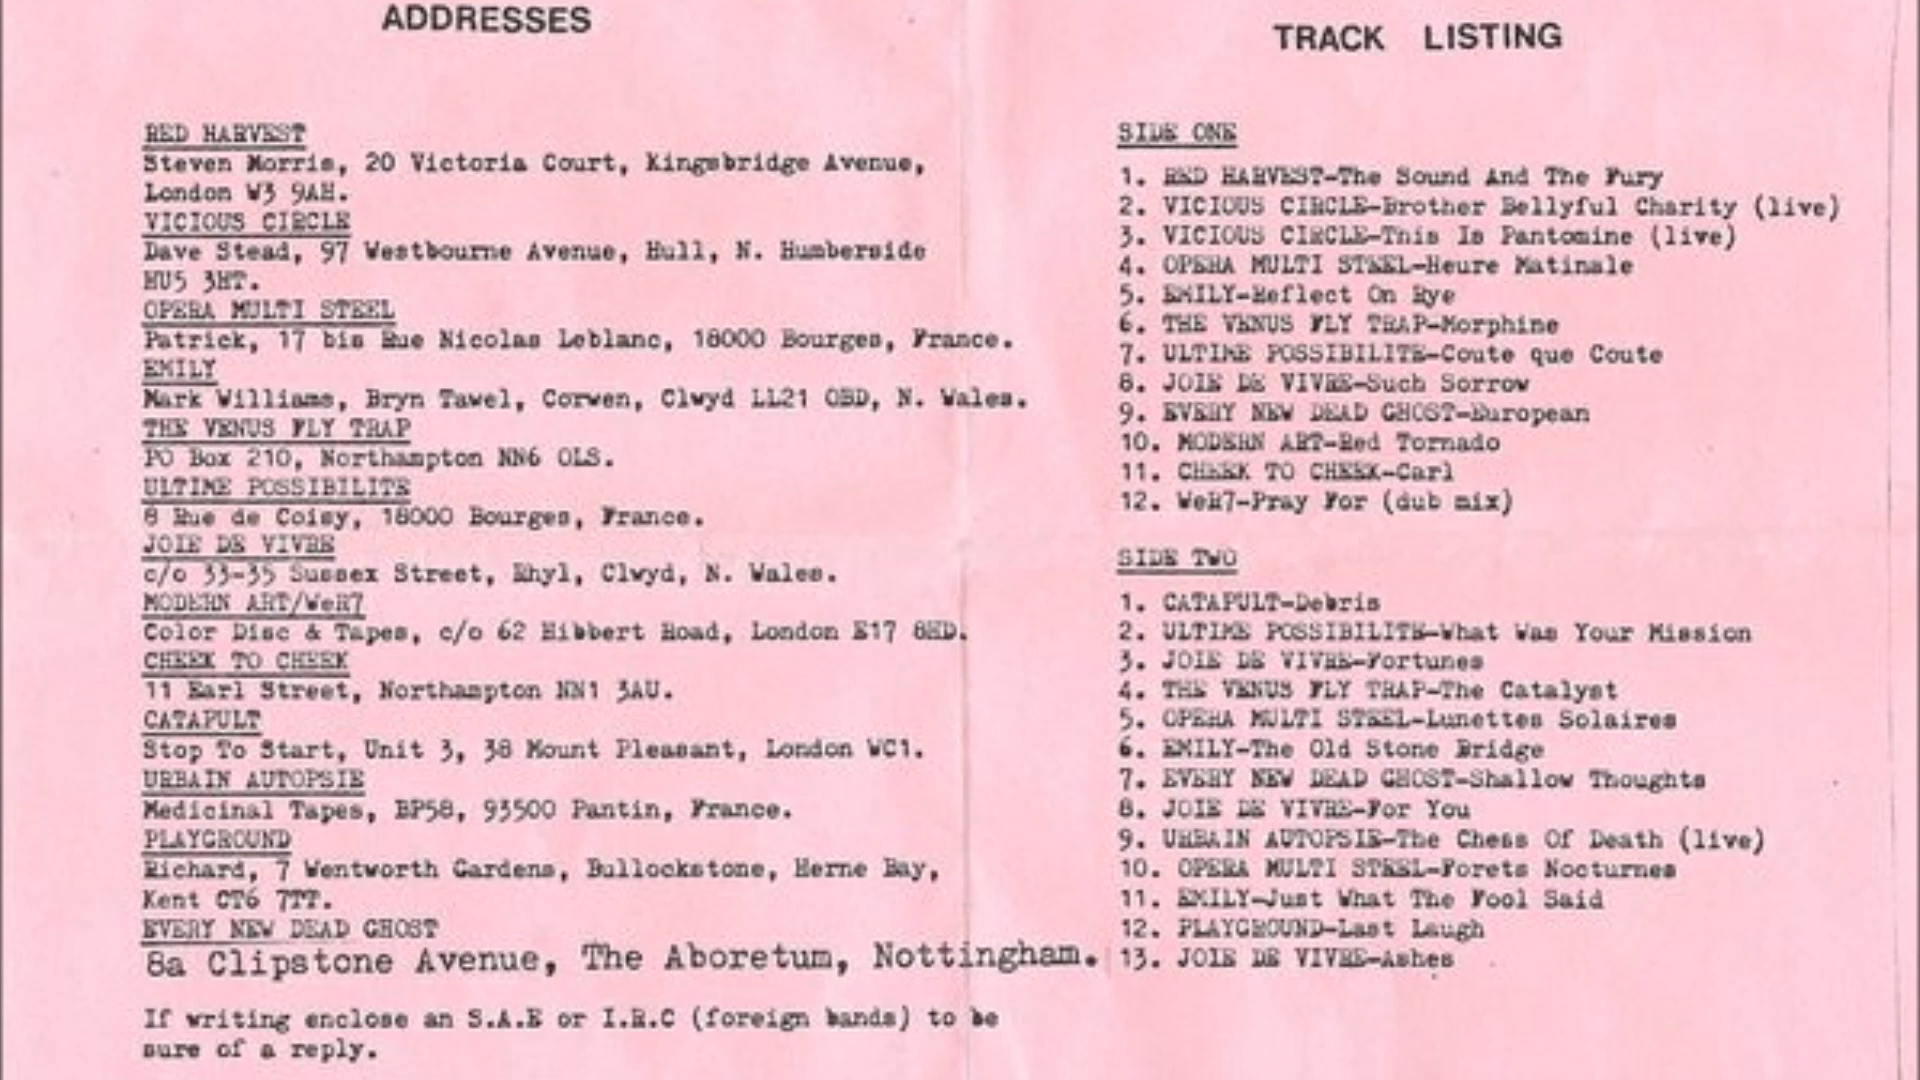 ADDRESSES
RED HARVEST
Steven Morris, 20 Victoria Court, Kingsbridge Avenue,
London W3 9AH.
VICIOUS CIRCLE
Dave Stead, 97 Westbourne Avenue, Hull, N. Humberside
HU5 3HT.
OPERA MULTI STEEL
Patrick, 17 bis Rue Nicolas Leblanc, 18000 Bourges, France.
EMILY
Mark Williams, Bryn Tawel, Corwen, Clwyd LL21 OBD, N. Wales.
THE VENUS FLY TRAP
PO Box 210, Northampton NN6 OLS.
ULTIME POSSIBILITE
8 Rue de Coisy, 18000 Bourges, France.
JOIE DE VIVRE
c/o 33-35 Sussex Street, Rhyl, Clwyd, N. Wales.
MODERN ART/WeR7
Color Disc & Tapes, c/o 62 Hibbert Road, London E17 8HD.
CHEEK TO CHEEK
11 Earl Street, Northampton NN1 3AU.
CATAPULT
Stop To Start, Unit 3, 38 Mount Pleasant, London WC1.
URBAIN AUTOPSIE
Medicinal Tapes, BP58, 93500 Pantin, France.
PLAYGROUND
Richard, 7 Wentworth Gardens, Bullockstone, Herne Bay,
Kent CT6 7TT.
EVERY NEW DEAD GHOST
8a Clipstone Avenue, The Aboretum, Nottingham.
If writing enclose an S.A.E or I.R.C (foreign bands) to be
sure of a reply.
TRACK LISTING
SIDE ONE
1. RED HARVEST-The Sound And The Fury
2. VICIOUS CIRCLE-Brother Bellyful Charity (live)
3. VICIOUS CIRCLE-This Is Pantomine (live)
4. OPERA MULTI STEEL-Heure Matinale
5. EMILY-Reflect On Rye
6. THE VENUS FLY TRAP-Morphine
7. ULTIME POSSIBILITE-Coute que Coute
8. JOIE DE VIVRE-Such Sorrow
9. EVERY NEW DEAD GHOST-European
10. MODERN ART-Red Tornado
11. CHEEK TO CHEEK-Carl
12. WeR7-Pray For (dub mix)
SIDE TWO
1. CATAPULT-Debris
2. ULTIME POSSIBILITE-What Was Your Mission
3. JOIE DE VIVRE-Fortunes
4. THE VENUS FLY TRAP-The Catalyst
5. OPERA MULTI STEEL-Lunettes Solaires
6. EMILY-The Old Stone Bridge
7. EVERY NEW DEAD GHOST-Shallow Thoughts
8. JOIE DE VIVRE-For You
9. URBAIN AUTOPSIE-The Chess Of Death (live)
10. OPERA MULTI STEEL-Forets Nocturnes
11. EMILY-Just What The Fool Said
12. PLAYGROUND-Last Laugh
13. JOIE DE VIVRE-Ashes